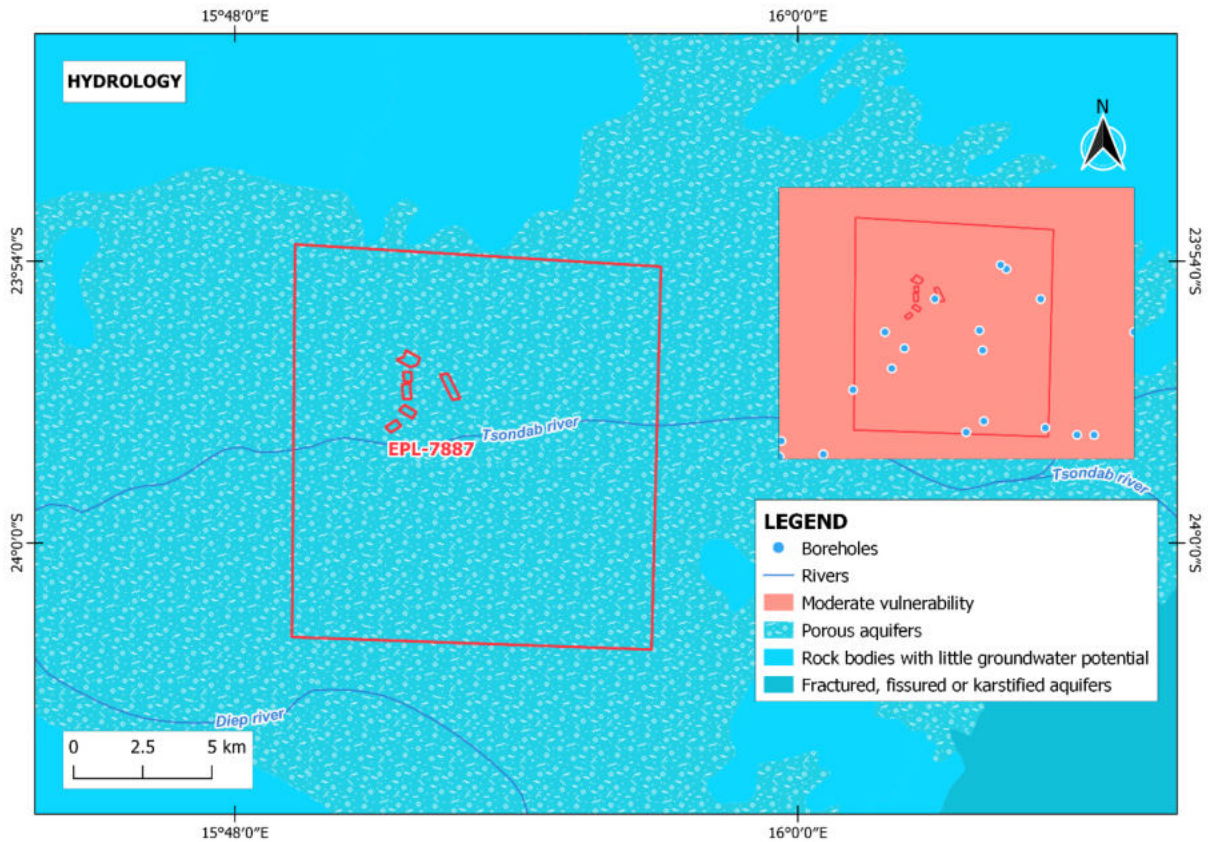 15°48'0"E
16°0'0"E
HYDROLOGY
N
23°54'0"S
23°54'0"S
Tsondab river
EPL-7887
Tsondab river
24°0'0"S
24°0'0"S
LEGEND
Boreholes
Rivers
Moderate vulnerability
Porous aquifers
Rock bodies with little groundwater potential
Fractured, fissured or karstified aquifers
Diep river
0 2.5 5 km
15°48'0"E
16°0'0"E